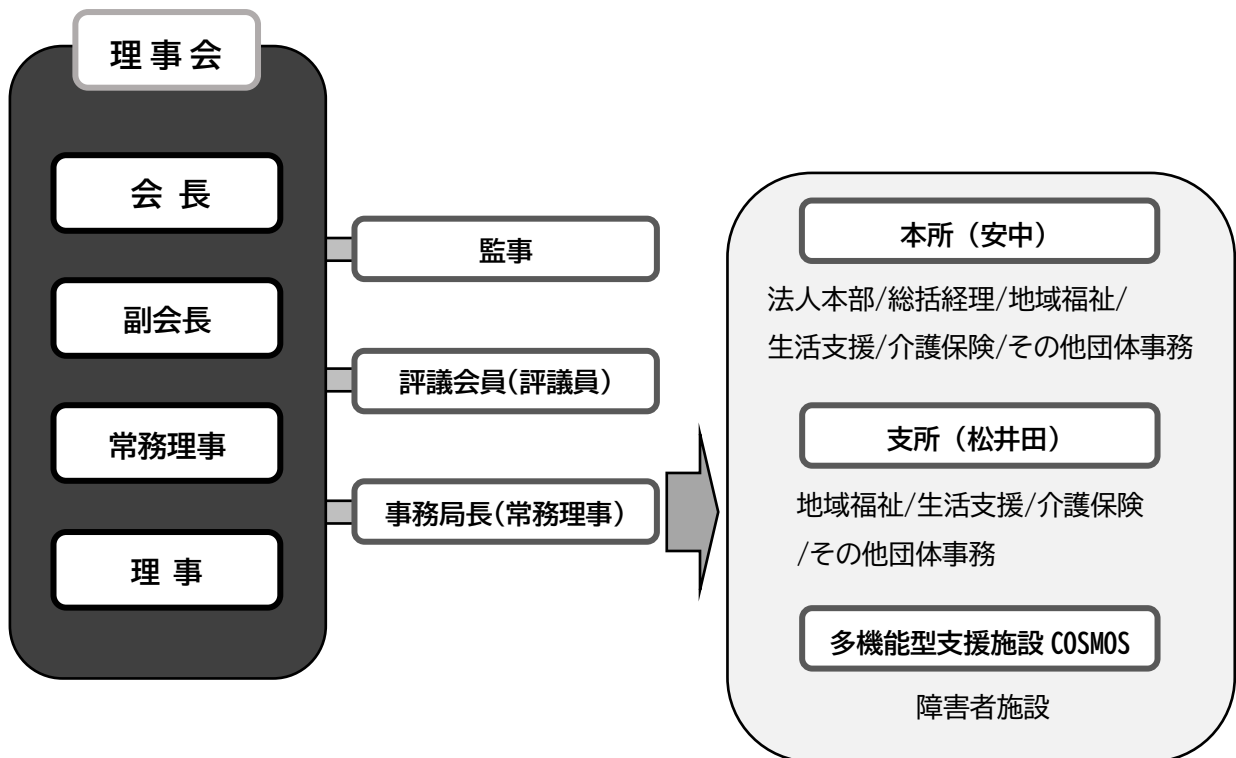 理事会
会 長
副会長
常務理事
理 事
監事
評議会員(評議員)
事務局長(常務理事)
本所（安中）
法人本部/総括経理/地域福祉/
生活支援/介護保険/その他団体事務
支所（松井田）
地域福祉/生活支援/介護保険
/その他団体事務
多機能型支援施設 COSMOS
障害者施設